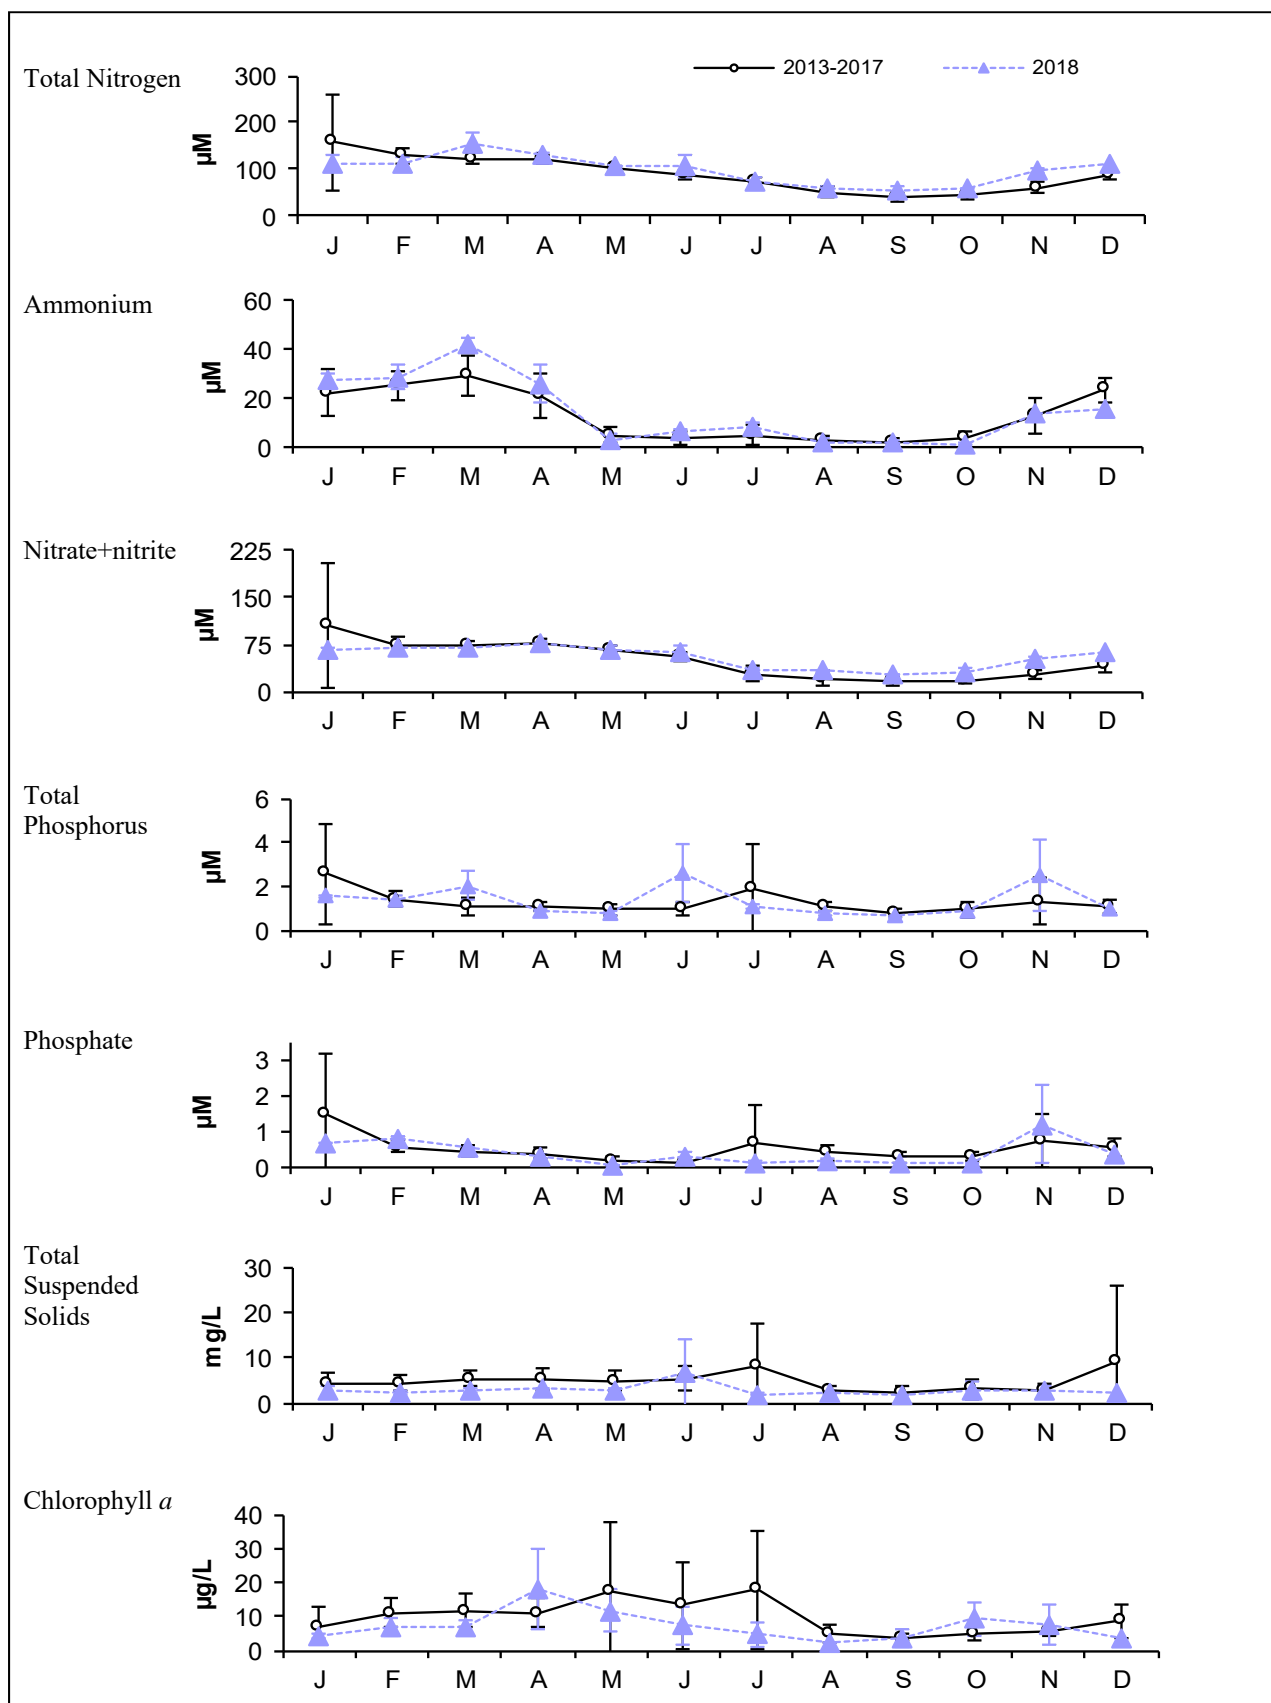 Total Nitrogen
2013-2017 2018
300
200
100
0
µM
J F M A M J J A S O N D
Ammonium
60
40
20
0
µM
J F M A M J J A S O N D
Nitrate+nitrite
225
150
75
0
µM
J F M A M J J A S O N D
Total
Phosphorus
6
4
2
0
µM
J F M A M J J A S O N D
Phosphate
3
2
1
0
µM
J F M A M J J A S O N D
Total
Suspended
Solids
30
20
10
0
mg/L
J F M A M J J A S O N D
Chlorophyll a
40
30
20
10
0
µg/L
J F M A M J J A S O N D